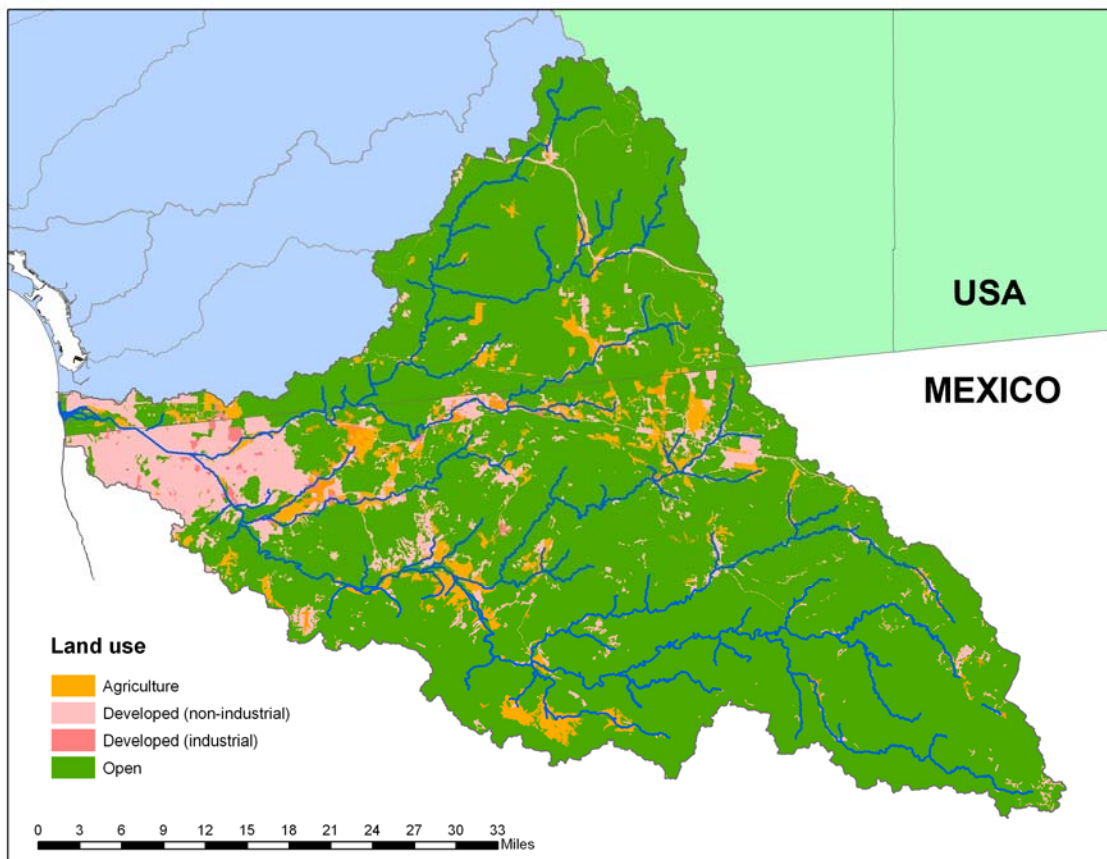 USA
MEXICO
Land use
Agriculture
Developed (non-industrial)
Developed (industrial)
Open
0 3 6 9 12 15 18 21 24 27 30 33
Miles